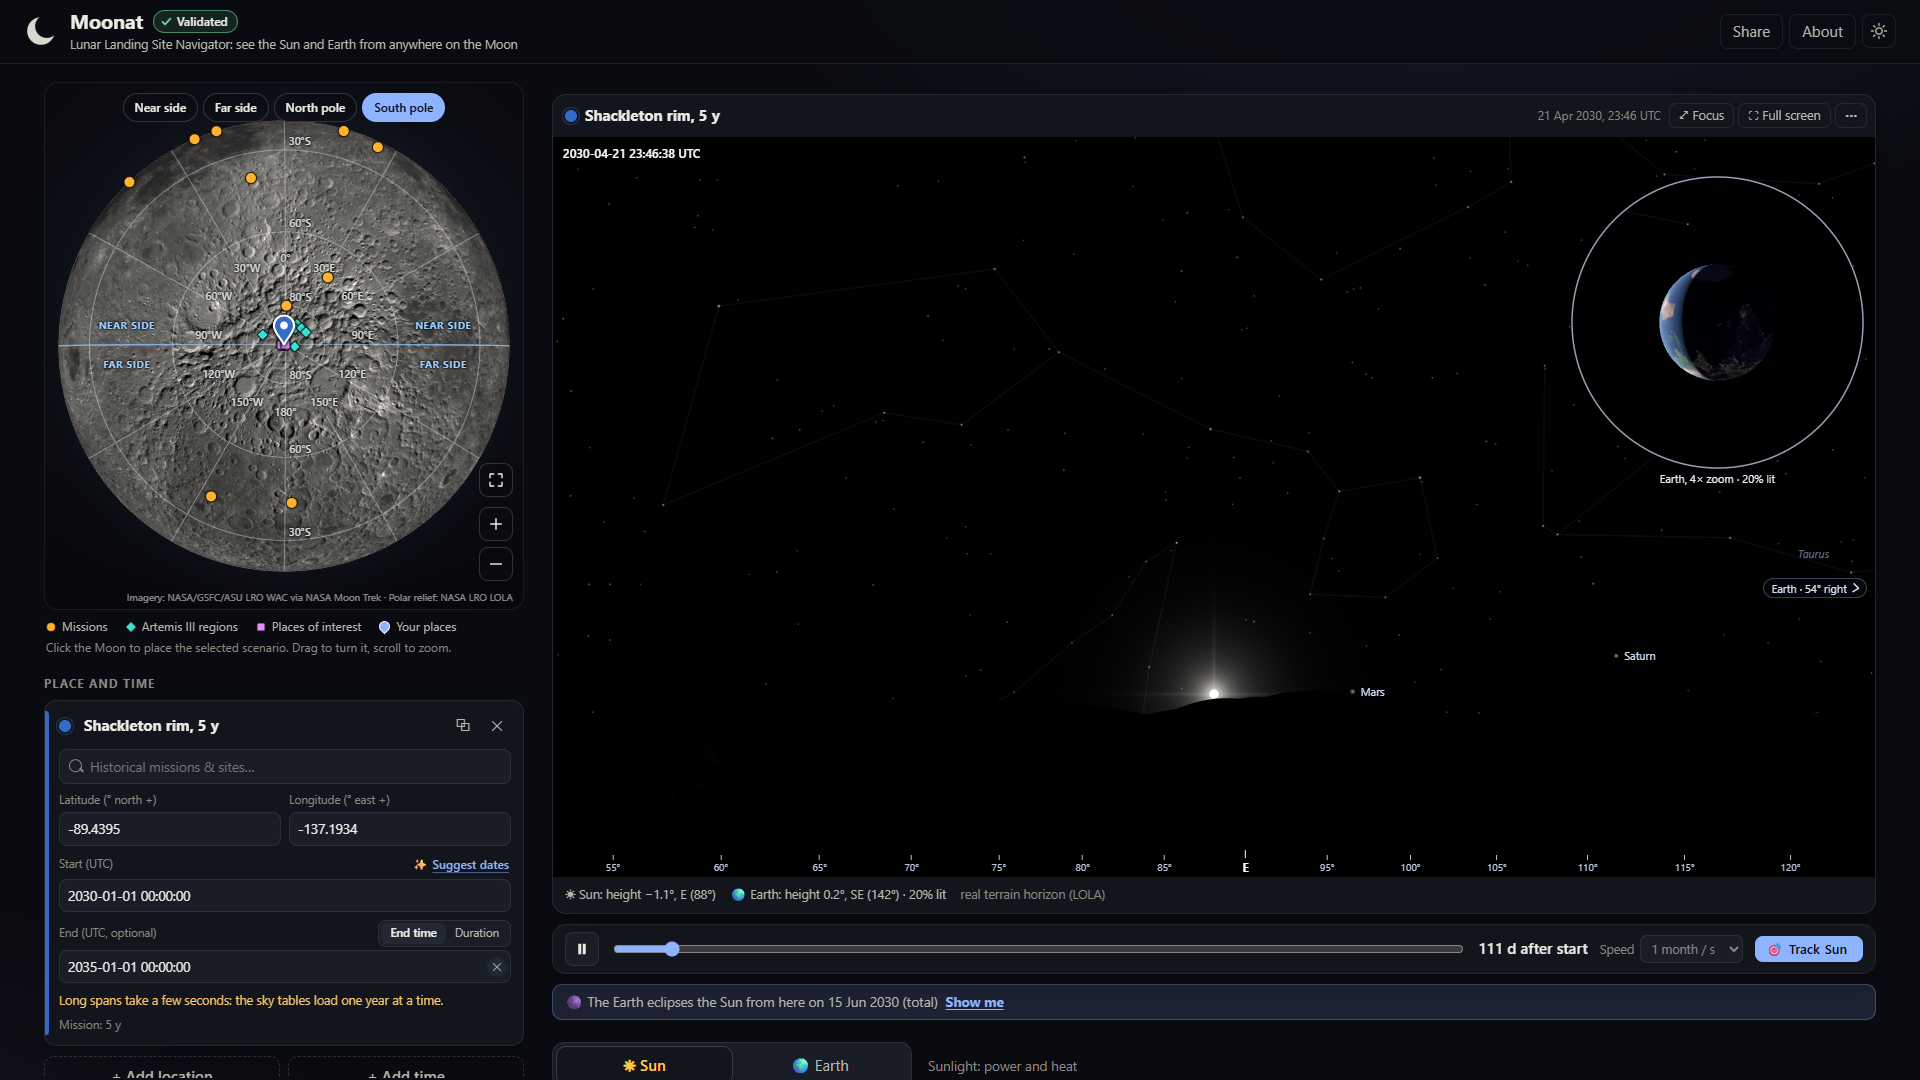 Moonat
Validated
Lunar Landing Site Navigator: see the Sun and Earth from anywhere on the Moon
Share
About
Near side
Far side
North pole
South pole
30°S
60°S
0°
30°W
30°E
60°W
80°S
60°E
NEAR SIDE
NEAR SIDE
90°W
90°E
FAR SIDE
FAR SIDE
120°W
80°S
120°E
150°W
150°E
180°
60°S
30°S
Imagery: NASA/GSFC/ASU LRO WAC via NASA Moon Trek · Polar relief: NASA LRO LOLA
Missions
Artemis III regions
Places of interest
Your places
Click the Moon to place the selected scenario. Drag to turn it, scroll to zoom.
PLACE AND TIME
Shackleton rim, 5 y
Historical missions & sites...
Latitude (° north +)
Longitude (° east +)
-89.4395
-137.1934
Start (UTC)
Suggest dates
2030-01-01 00:00:00
End (UTC, optional)
End time
Duration
2035-01-01 00:00:00
Long spans take a few seconds: the sky tables load one year at a time.
Mission: 5 y
+ Add location
+ Add time
Shackleton rim, 5 y
21 Apr 2030, 23:46 UTC
Focus
Full screen
2030-04-21 23:46:38 UTC
Earth, 4× zoom · 20% lit
Taurus
Earth · 54° right
Saturn
Mars
55°
60°
65°
70°
75°
80°
85°
E
95°
100°
105°
110°
115°
120°
Sun: height −1.1°, E (88°)
Earth: height 0.2°, SE (142°) · 20% lit
real terrain horizon (LOLA)
111 d after start
Speed
1 month / s
Track Sun
The Earth eclipses the Sun from here on 15 Jun 2030 (total)
Show me
Sun
Earth
Sunlight: power and heat